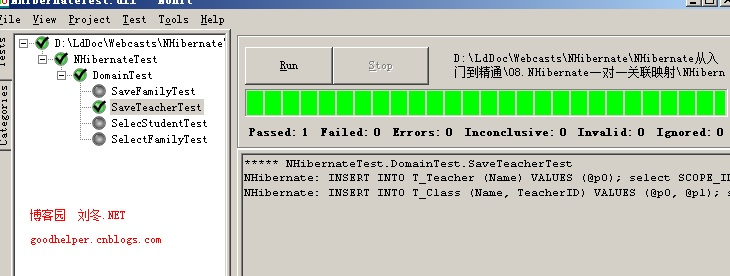 NHibernateTest.dll - NUnit
File View Project Test Tools Help
Tests
Categories
D:\LdDoc\Webcasts\NHibernate\
NHibernateTest
DomainTest
SaveFamilyTest
SaveTeacherTest
SelecStudentTest
SelectFamilyTest
博客园 刘冬.NET
goodhelper.cnblogs.com
Run
Stop
D:\LdDoc\Webcasts\NHibernate\NHibernate从入
门到精通\08. NHibernate一对一关联映射\NHibern
Passed: 1 Failed: 0 Errors: 0 Inconclusive: 0 Invalid: 0 Ignored: 0
***** NHibernateTest.DomainTest.SaveTeacherTest
NHibernate: INSERT INTO T_Teacher (Name) VALUES (@p0); select SCOPE_ID
NHibernate: INSERT INTO T_Class (Name, TeacherID) VALUES (@p0, @p1); s